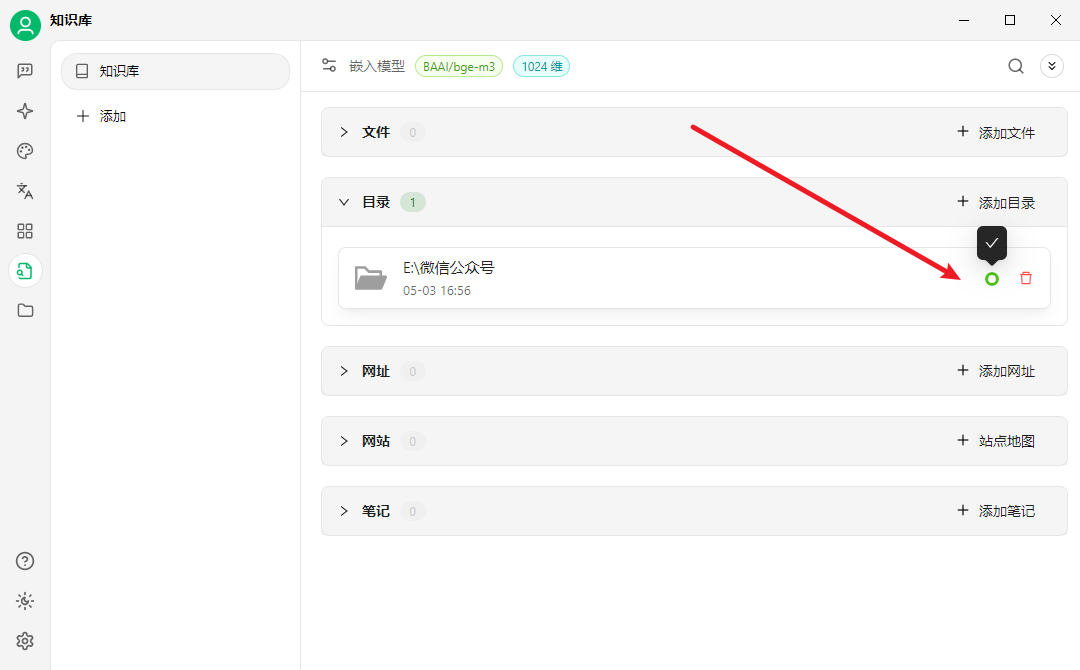 知识库
知识库
添加
嵌入模型 BAAI/bge-m3 1024 维
文件 0 添加文件
目录 1 添加目录
E:\微信公众号
05-03 16:56
网址 0 添加网址
网站 0 站点地图
笔记 0 添加笔记